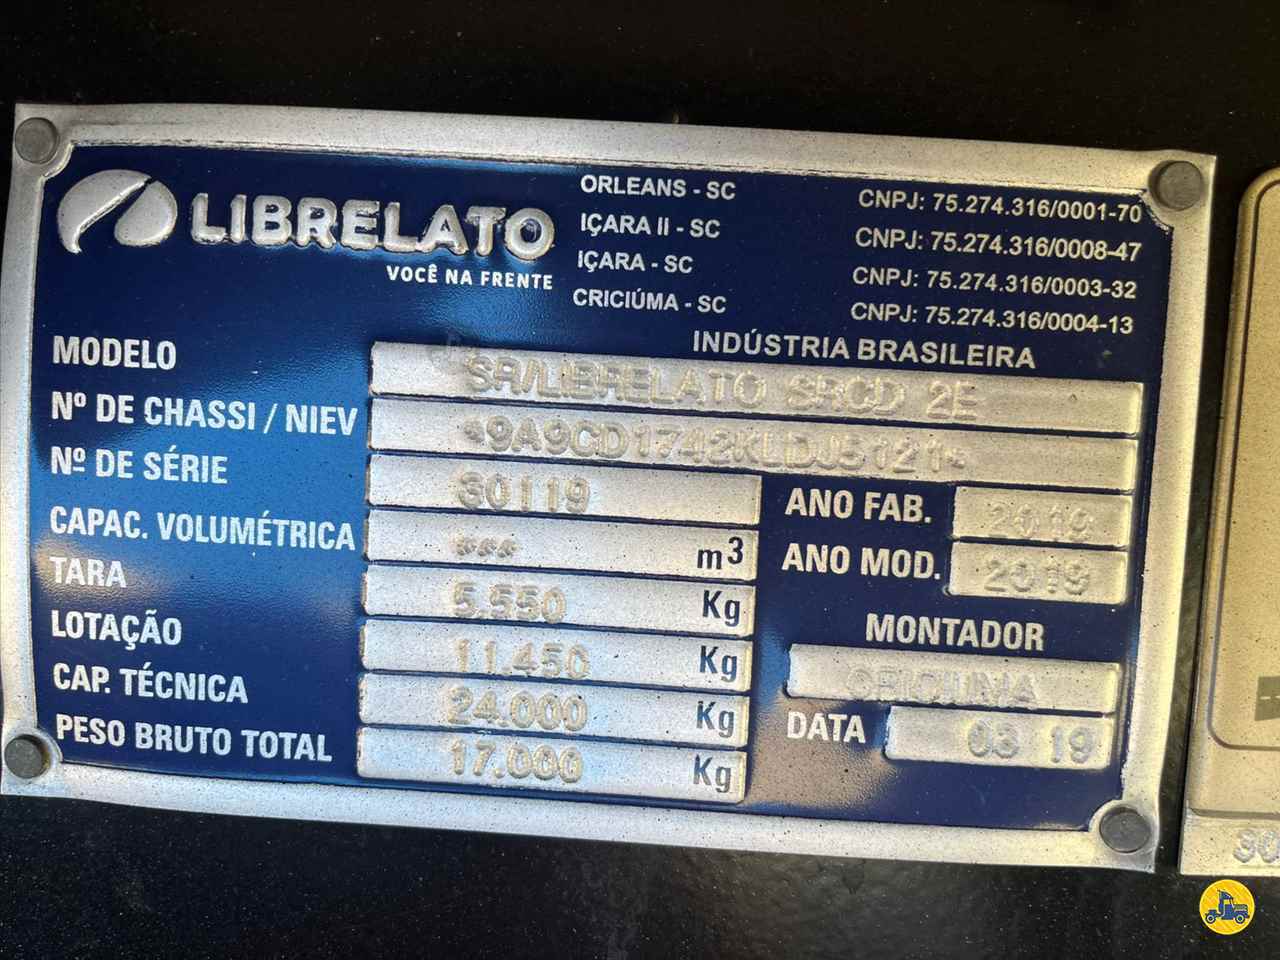 LIBRELATO
VOCÊ NA FRENTE
ORLEANS - SC CNPJ: 75.274.316/0001-70
IÇARA II - SC CNPJ: 75.274.316/0008-47
IÇARA - SC CNPJ: 75.274.316/0003-32
CRICIÚMA - SC CNPJ: 75.274.316/0004-13
INDÚSTRIA BRASILEIRA
MODELO SR/LIBRELATO SRCD 2E
Nº DE CHASSI / NIEV *9A9CD1742KLDJ5121*
Nº DE SÉRIE 30119
ANO FAB. 2019
CAPAC. VOLUMÉTRICA *** m³
ANO MOD. 2019
TARA 5.550 Kg
LOTAÇÃO 11.450 Kg
MONTADOR
CRICIUMA
CAP. TÉCNICA 24.000 Kg
DATA 03 19
PESO BRUTO TOTAL 17.000 Kg
30